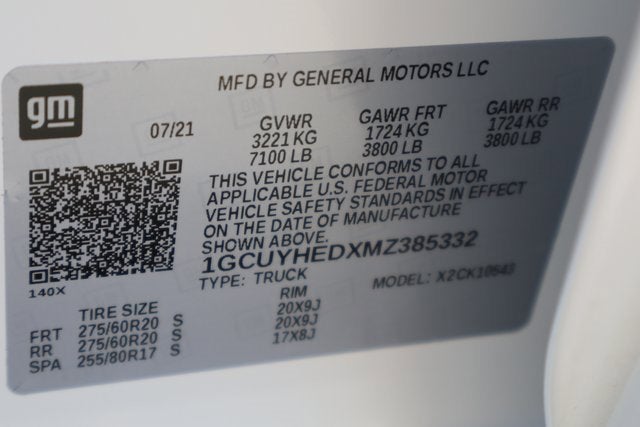 MFD BY GENERAL MOTORS LLC
gm
07/21
GVWR GAWR FRT GAWR RR
3221 KG 1724 KG 1724 KG
7100 LB 3800 LB 3800 LB
THIS VEHICLE CONFORMS TO ALL
APPLICABLE U.S. FEDERAL MOTOR
VEHICLE SAFETY STANDARDS IN EFFECT
ON THE DATE OF MANUFACTURE
SHOWN ABOVE.
1GCUYHEDXMZ385332
TYPE: TRUCK MODEL: X2CK10543
140X
TIRE SIZE RIM
FRT 275/60R20 S 20X9J
RR 275/60R20 S 20X9J
SPA 255/80R17 S 17X8J